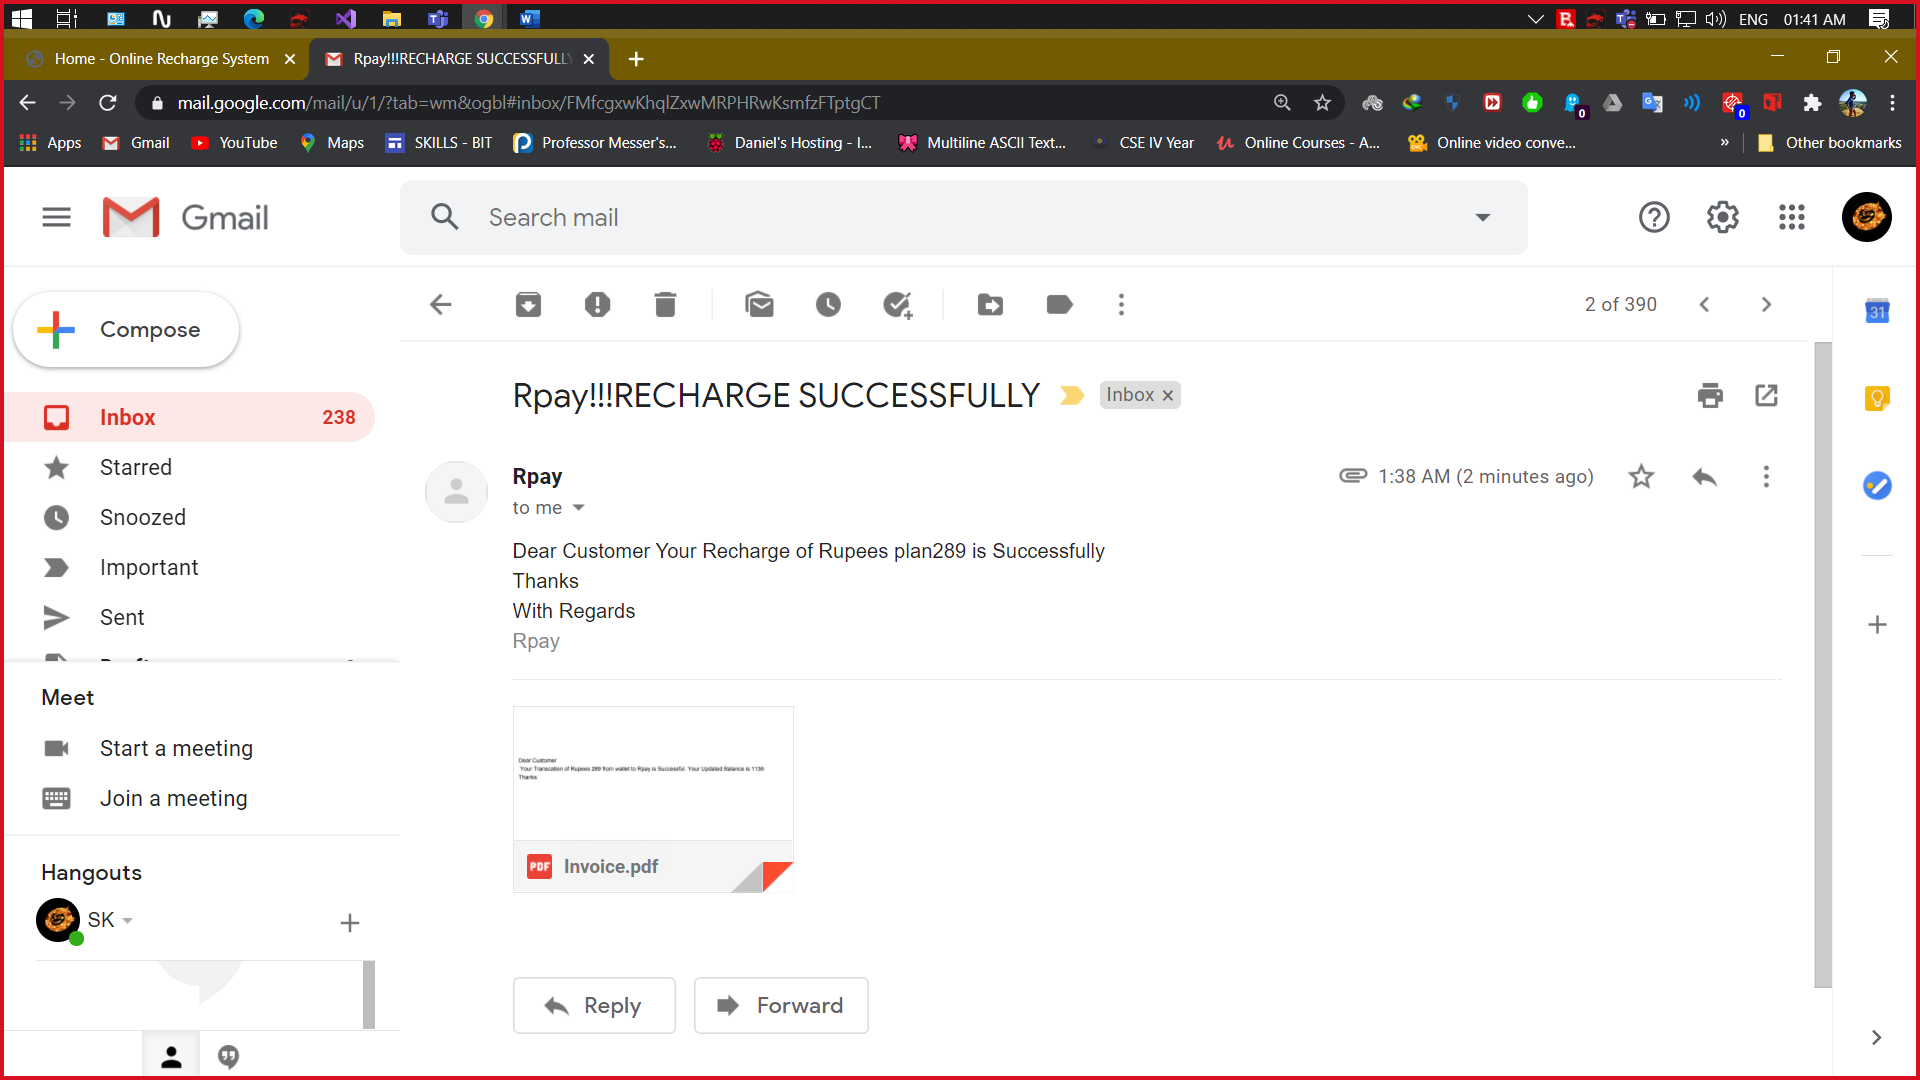 ENG 01:41 AM
Home - Online Recharge System
Rpay!!!RECHARGE SUCCESSFULLY
mail.google.com/mail/u/1/?tab=wm&ogbl#inbox/FMfcgxwKhqlZxwMRPHRwKsmfzFTptgCT
0
0
Apps
Gmail
YouTube
Maps
SKILLS - BIT
Professor Messer's...
Daniel's Hosting - I...
Multiline ASCII Text...
CSE IV Year
Online Courses - A...
Online video conve...
»
Other bookmarks
Gmail
Search mail
Compose
2 of 390
31
Inbox 238
Starred
Snoozed
Important
Sent
Rpay!!!RECHARGE SUCCESSFULLY
Inbox ×
Rpay
1:38 AM (2 minutes ago)
to me
Dear Customer Your Recharge of Rupees plan289 is Successfully
Thanks
With Regards
Rpay
Dear Customer
Your Transcation of Rupees 289 from wallet to Rpay is Successful. Your Updated Balance is 1136
Thanks
PDF Invoice.pdf
Meet
Start a meeting
Join a meeting
Hangouts
SK
Reply
Forward